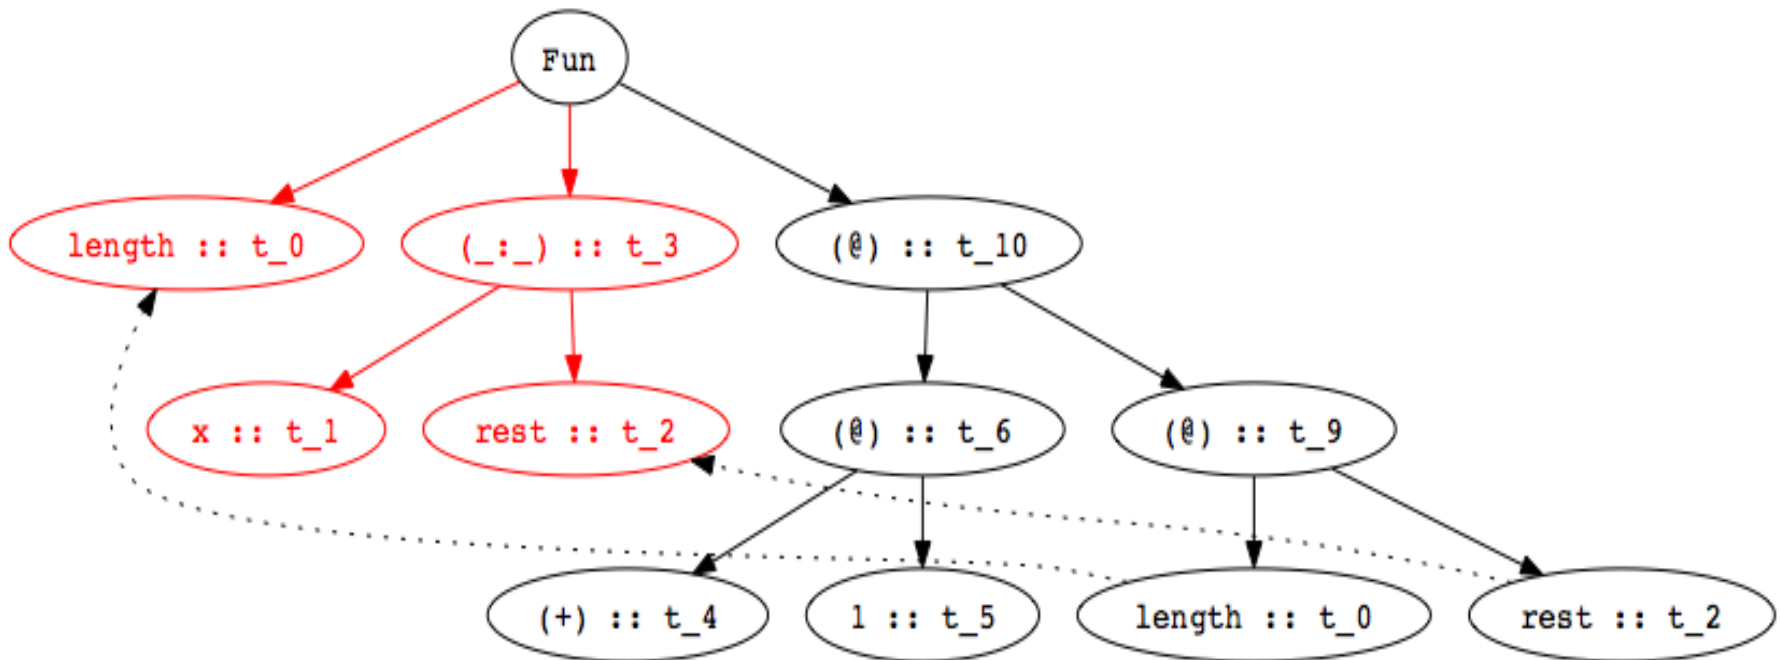 Fun
length :: t_0
(_:_) :: t_3
(@) :: t_10
x :: t_1
rest :: t_2
(@) :: t_6
(@) :: t_9
(+) :: t_4
1 :: t_5
length :: t_0
rest :: t_2